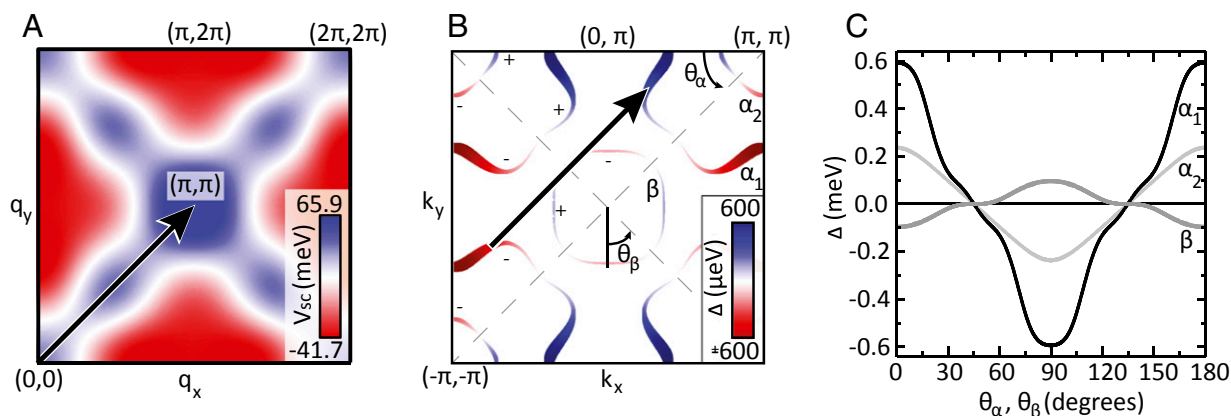 A
(π,2π)
(2π,2π)
(π,π)
q_y
V_sc (meV)
65.9
-41.7
(0,0)
q_x
B
(0, π)
(π, π)
+
θ_α
-
α_2
+
-
-
α_1
-
β
k_y
+
600
Δ (μeV)
±600
-
θ_β
-
+
+
(-π,-π)
k_x
C
0.6
0.4
0.2
0.0
-0.2
-0.4
-0.6
Δ (meV)
α_1
α_2
β
0 30 60 90 120 150 180
θ_α, θ_β (degrees)